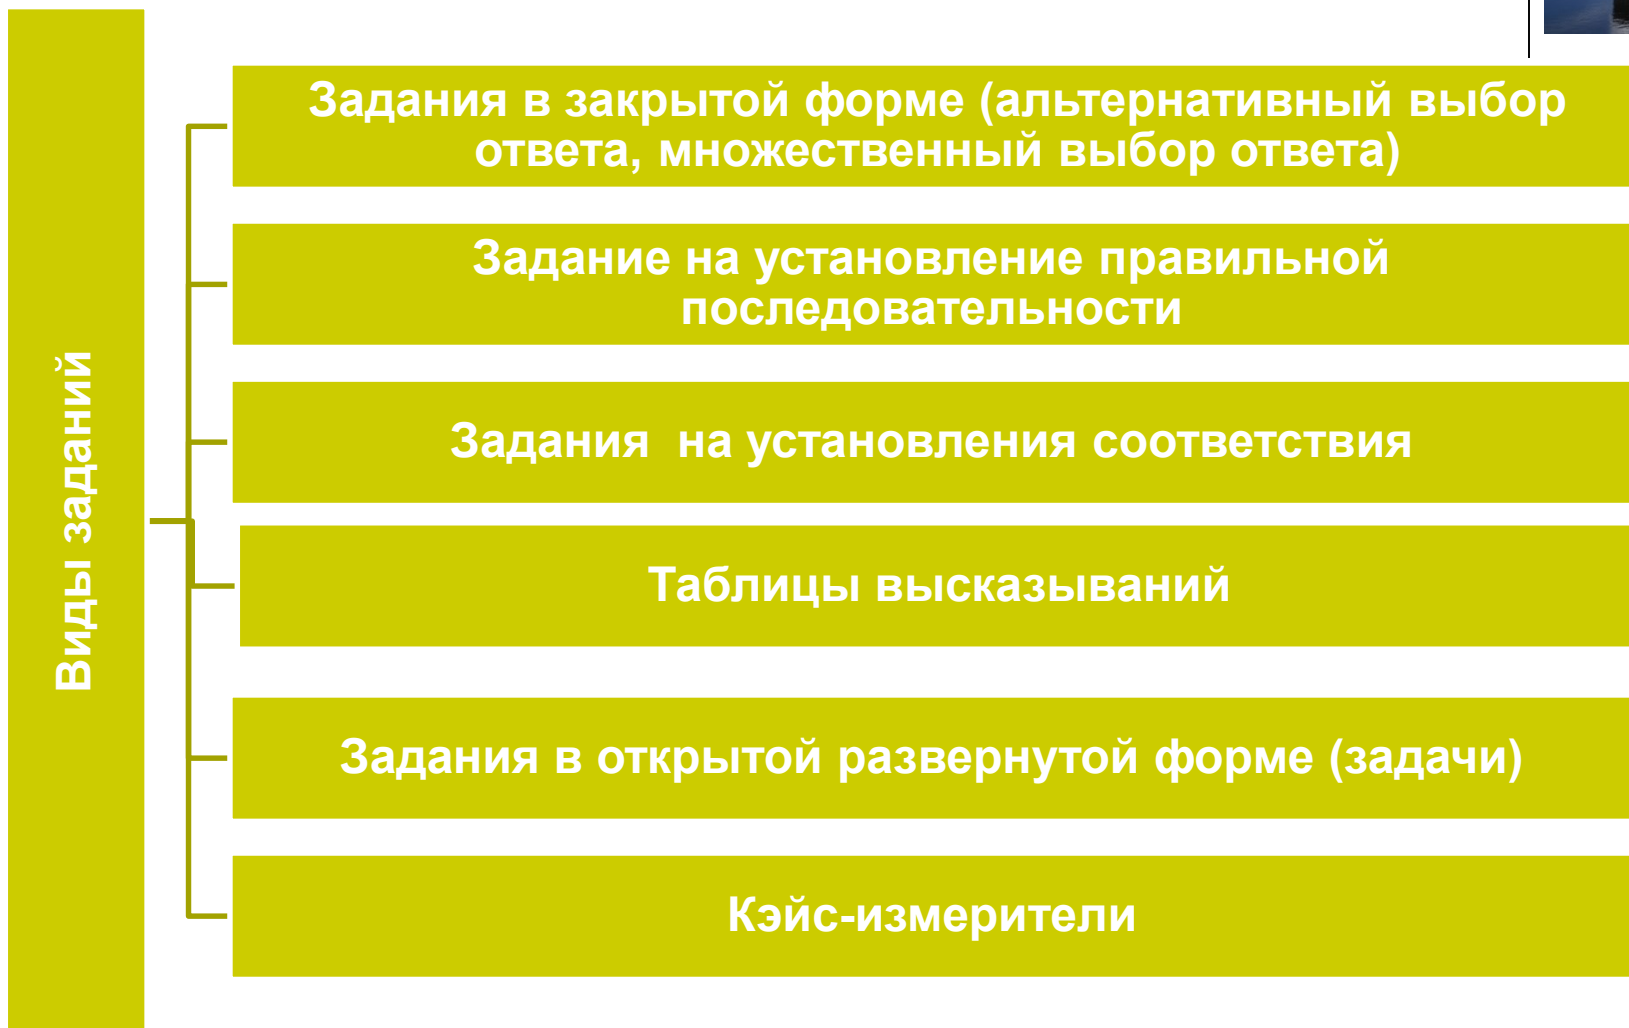 Виды заданий
Задания в закрытой форме (альтернативный выбор
ответа, множественный выбор ответа)
Задание на установление правильной
последовательности
Задания  на установления соответствия
Таблицы высказываний
Задания в открытой развернутой форме (задачи)
Кэйс-измерители